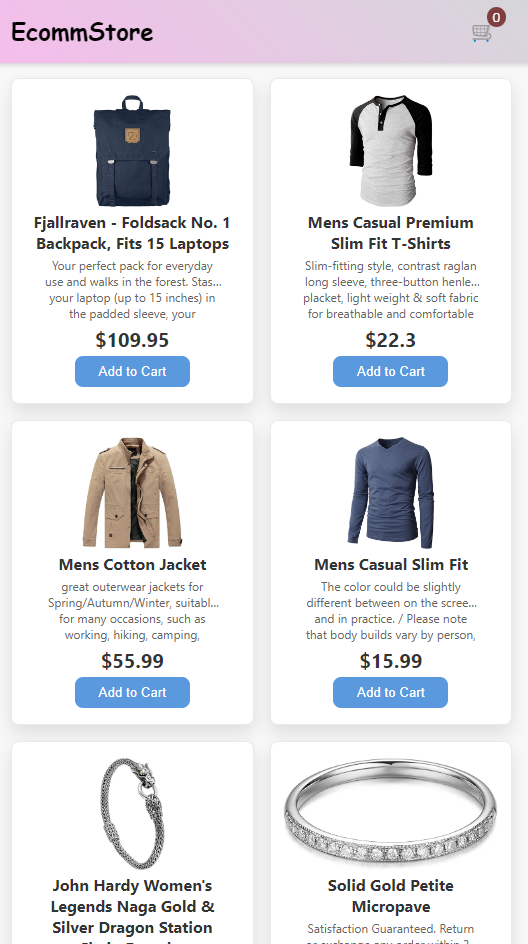 EcommStore
0
Fjallraven - Foldsack No. 1
Backpack, Fits 15 Laptops
Your perfect pack for everyday
use and walks in the forest. Stas...
your laptop (up to 15 inches) in
the padded sleeve, your
$109.95
Add to Cart
Mens Casual Premium
Slim Fit T-Shirts
Slim-fitting style, contrast raglan
long sleeve, three-button henle...
placket, light weight & soft fabric
for breathable and comfortable
$22.3
Add to Cart
Mens Cotton Jacket
great outerwear jackets for
Spring/Autumn/Winter, suitabl...
for many occasions, such as
working, hiking, camping,
$55.99
Add to Cart
Mens Casual Slim Fit
The color could be slightly
different between on the scree...
and in practice. / Please note
that body builds vary by person,
$15.99
Add to Cart
John Hardy Women's
Legends Naga Gold &
Silver Dragon Station
Solid Gold Petite
Micropave
Satisfaction Guaranteed. Return